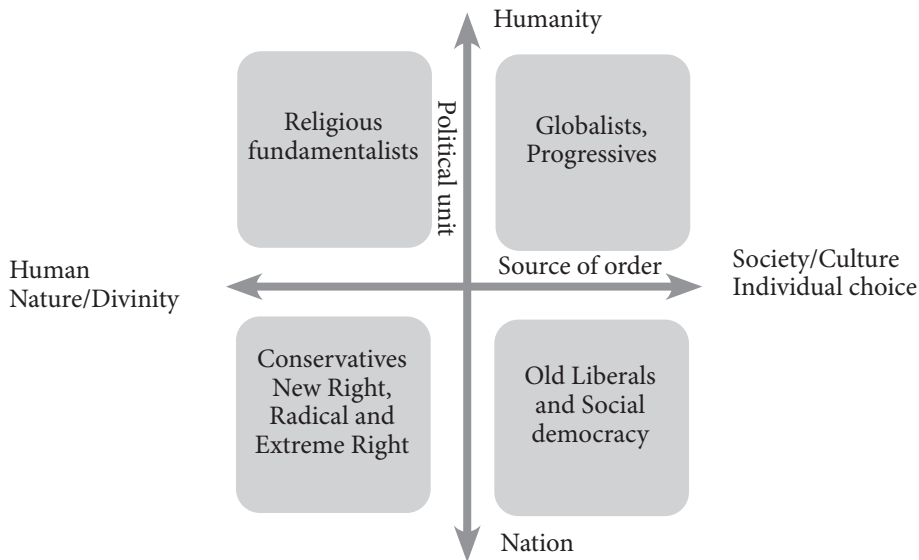 Humanity
Religious
fundamentalists
Political unit
Globalists,
Progressives
Human
Nature/Divinity
Source of order
Society/Culture
Individual choice
Conservatives
New Right,
Radical and
Extreme Right
Old Liberals
and Social
democracy
Nation